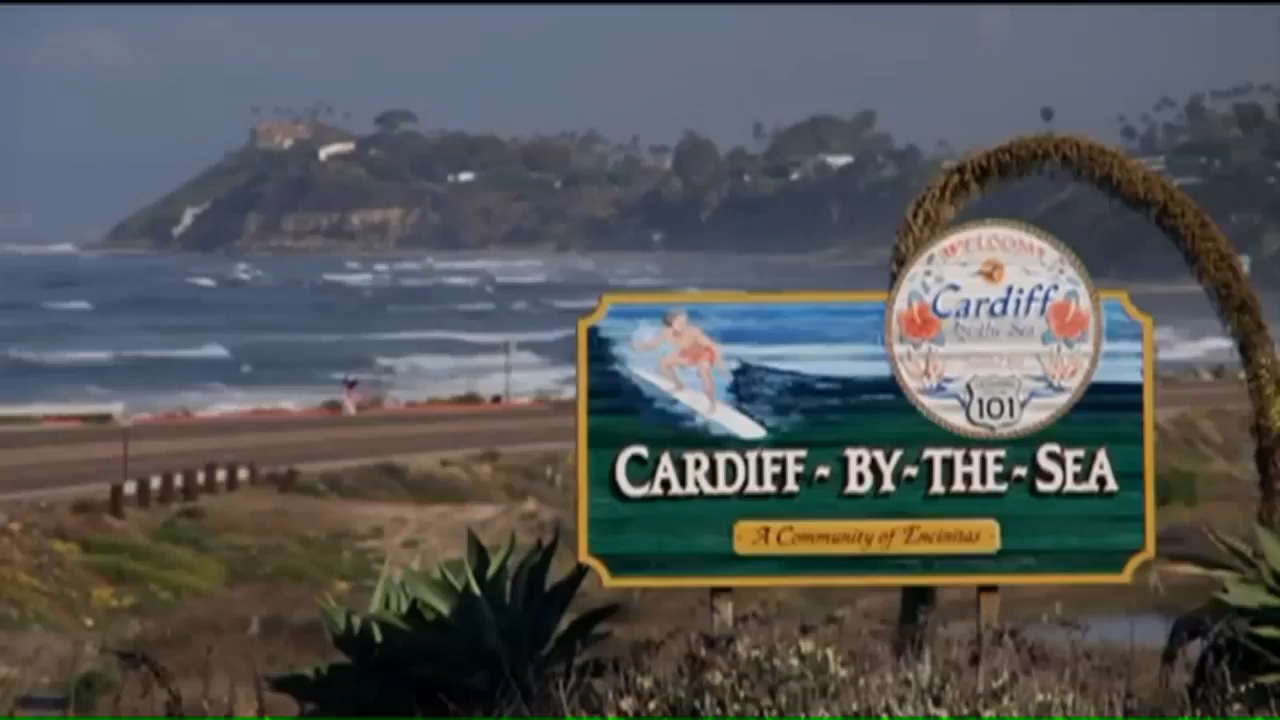 WELCOME
Cardiff
by the Sea
101
CARDIFF~BY~THE~SEA
A Community of Encinitas